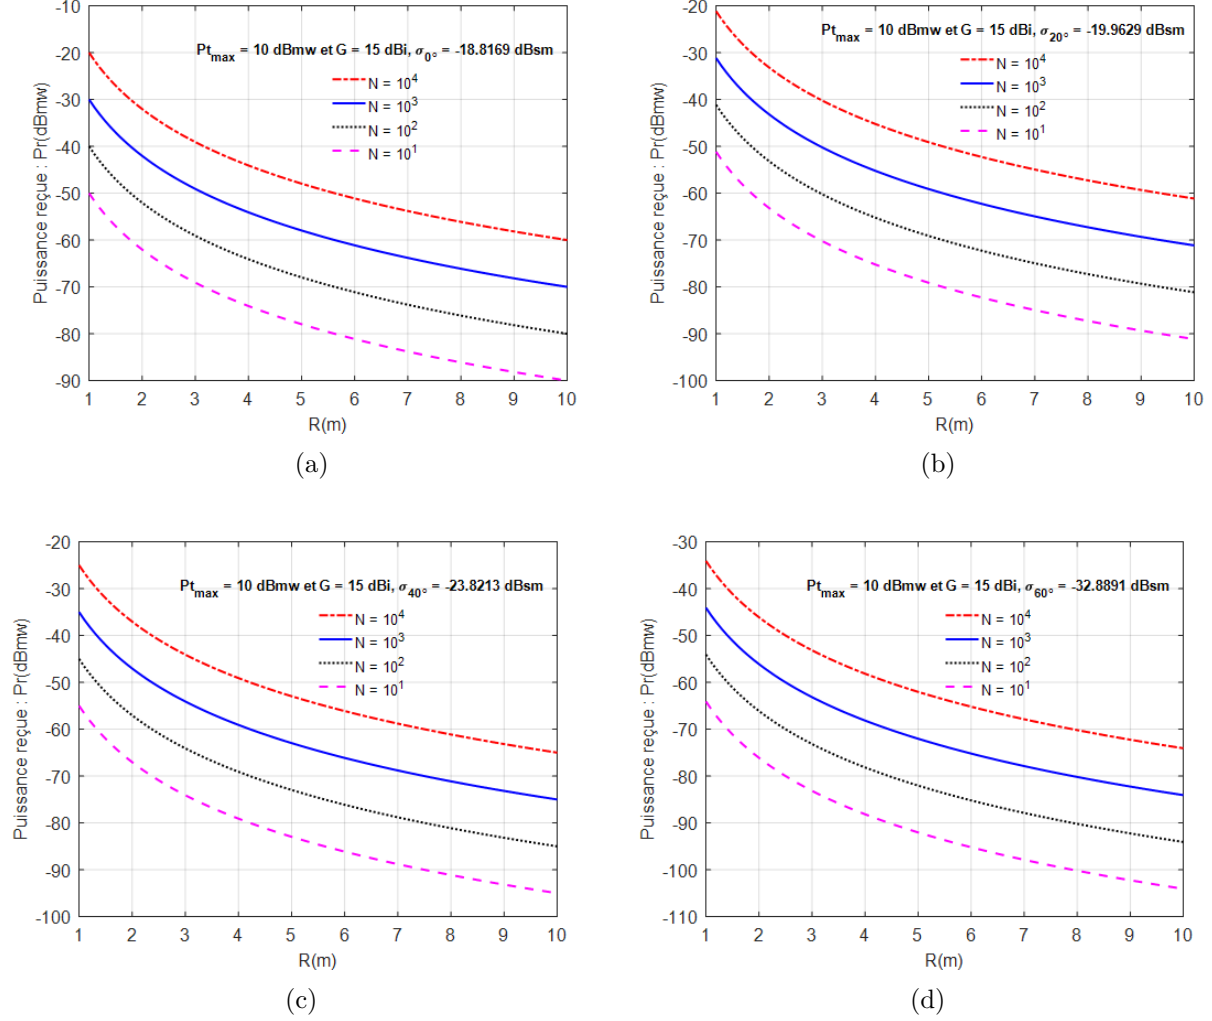 Pt_max = 10 dBmw et G = 15 dBi, σ_0° = -18.8169 dBsm
N = 10^4
N = 10^3
N = 10^2
N = 10^1
-10
-20
-30
-40
-50
-60
-70
-80
-90
1 2 3 4 5 6 7 8 9 10
Puissance reçue : Pr(dBmw)
R(m)
(a)
Pt_max = 10 dBmw et G = 15 dBi, σ_20° = -19.9629 dBsm
N = 10^4
N = 10^3
N = 10^2
N = 10^1
-20
-30
-40
-50
-60
-70
-80
-90
-100
1 2 3 4 5 6 7 8 9 10
Puissance reçue : Pr(dBmw)
R(m)
(b)
Pt_max = 10 dBmw et G = 15 dBi, σ_40° = -23.8213 dBsm
N = 10^4
N = 10^3
N = 10^2
N = 10^1
-20
-30
-40
-50
-60
-70
-80
-90
-100
1 2 3 4 5 6 7 8 9 10
Puissance reçue : Pr(dBmw)
R(m)
(c)
Pt_max = 10 dBmw et G = 15 dBi, σ_60° = -32.8891 dBsm
N = 10^4
N = 10^3
N = 10^2
N = 10^1
-30
-40
-50
-60
-70
-80
-90
-100
-110
1 2 3 4 5 6 7 8 9 10
Puissance reçue : Pr(dBmw)
R(m)
(d)